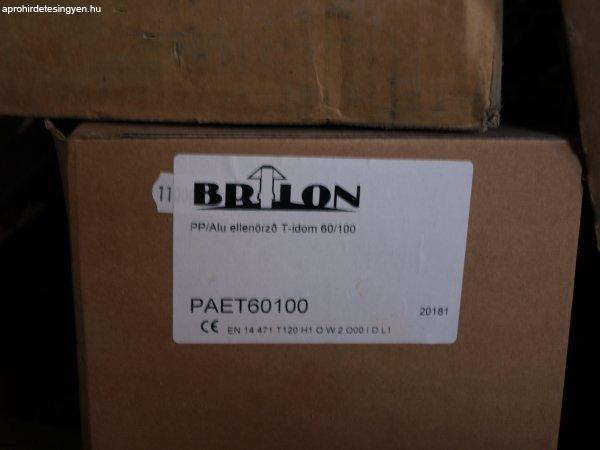 aprohirdetesingyen.hu
BRILON
PP/Alu ellenörzõ T-idom 60/100
PAET60100
20181
CE EN 14 471 T120 H1 O W 2 O00 I D L1